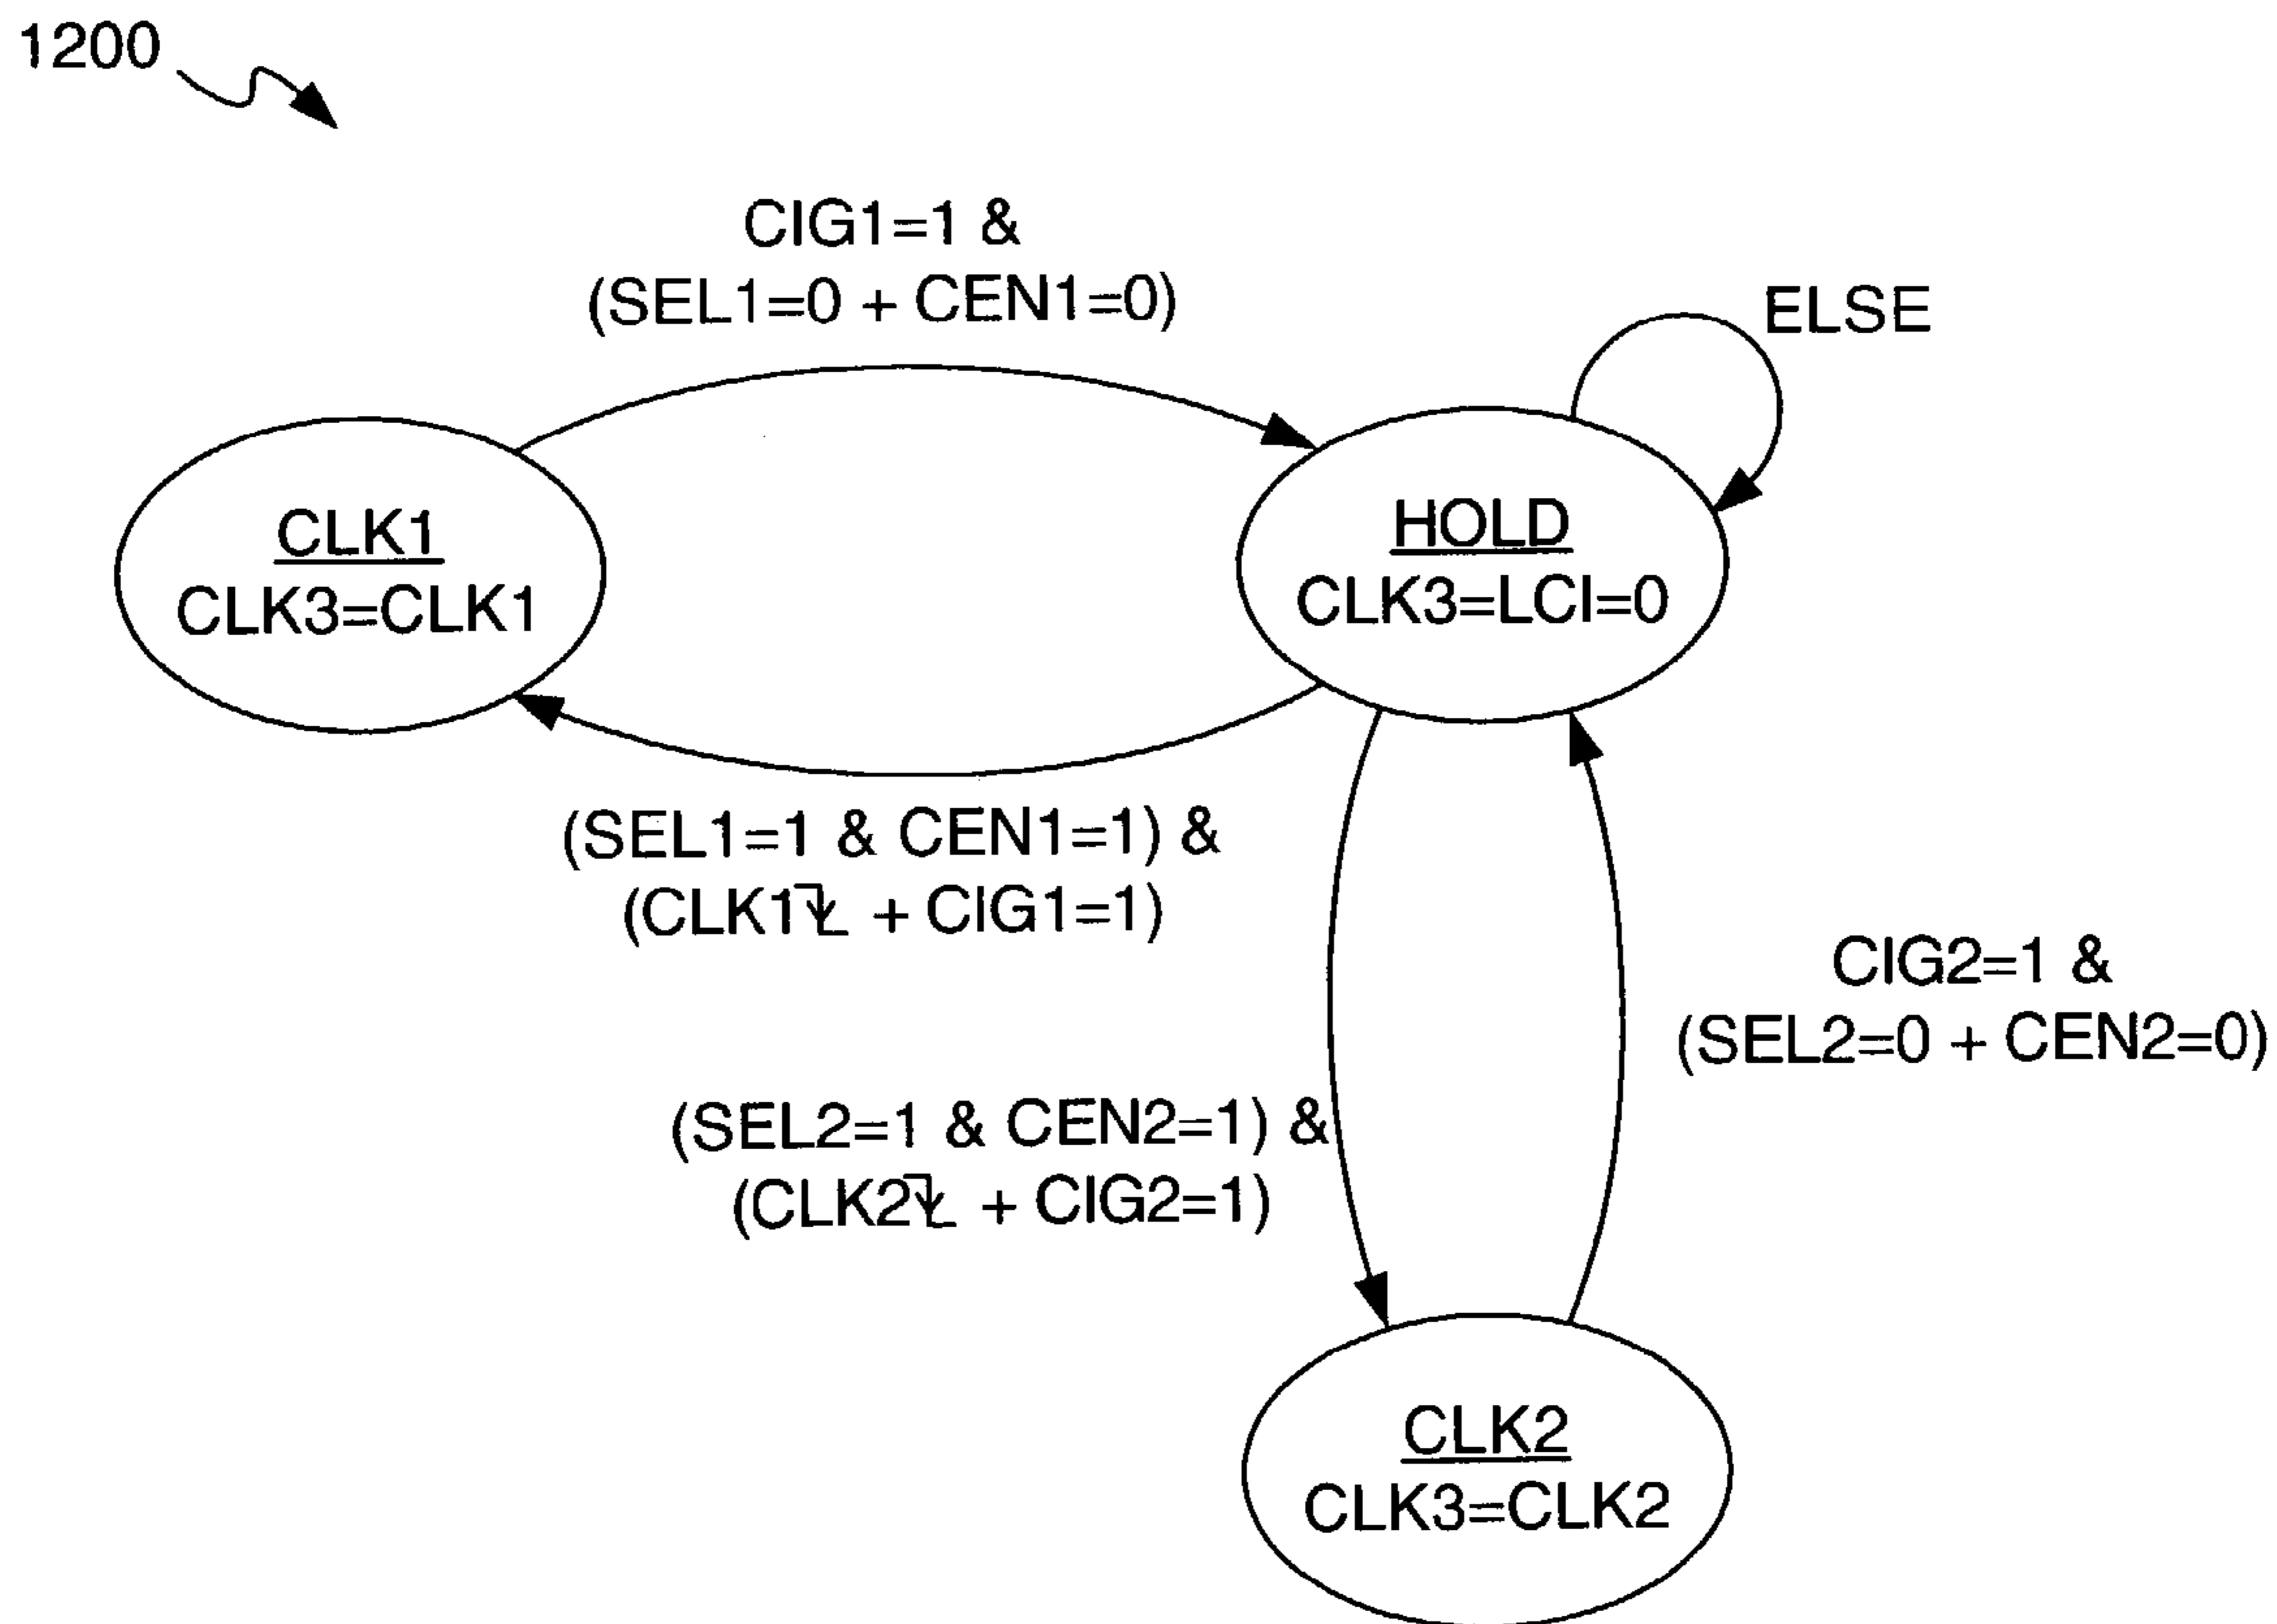 1200
CIG1=1 &
(SEL1=0 + CEN1=0)
ELSE
CLK1
CLK3=CLK1
HOLD
CLK3=LCI=0
(SEL1=1 & CEN1=1) &
(CLK1 + CIG1=1)
CIG2=1 &
(SEL2=0 + CEN2=0)
(SEL2=1 & CEN2=1) &
(CLK2 + CIG2=1)
CLK2
CLK3=CLK2